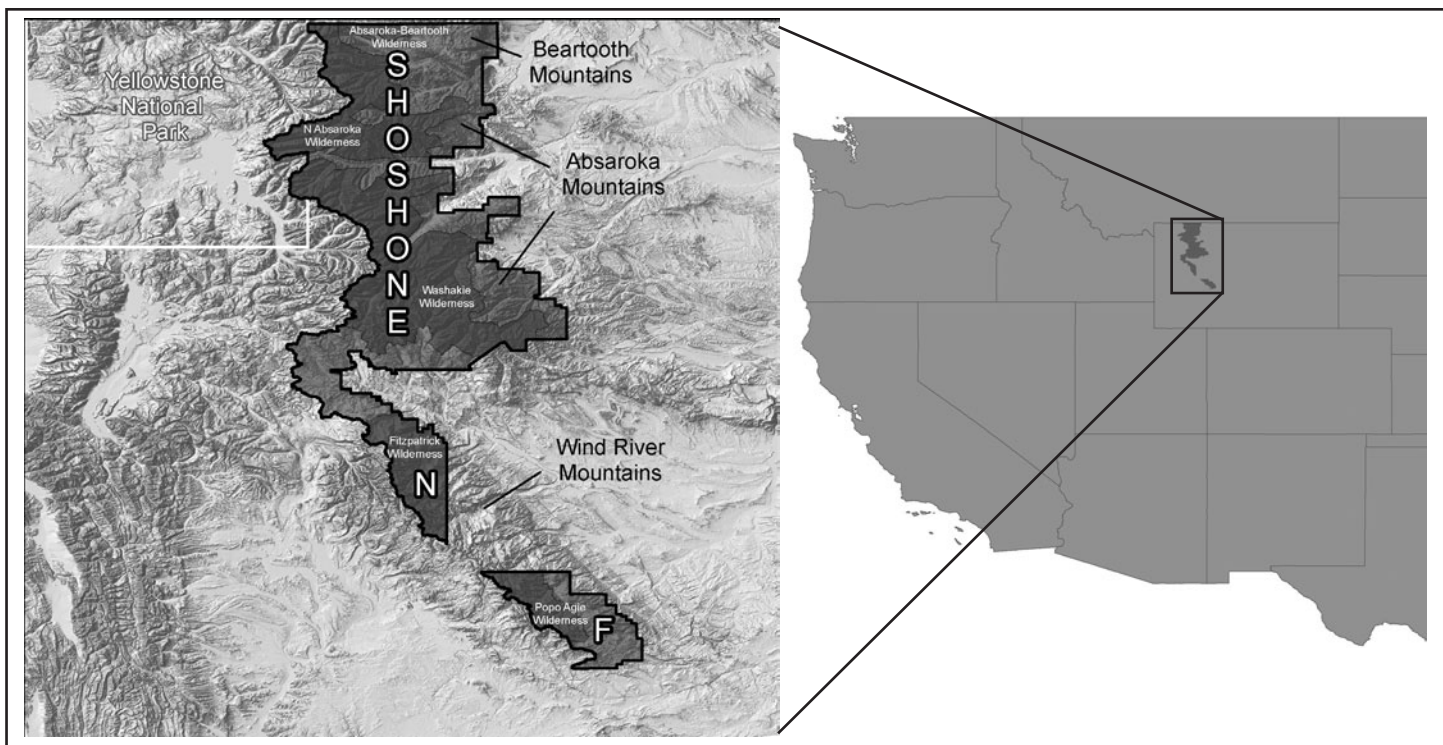 Absaroka-Beartooth
Wilderness
Beartooth
Mountains
Yellowstone
National
Park
N Absaroka
Wilderness
Absaroka
Mountains
S
H
O
S
H
O
N
E
Washakie
Wilderness
Fitzpatrick
Wilderness
N
Wind River
Mountains
Popo Agie
Wilderness
F